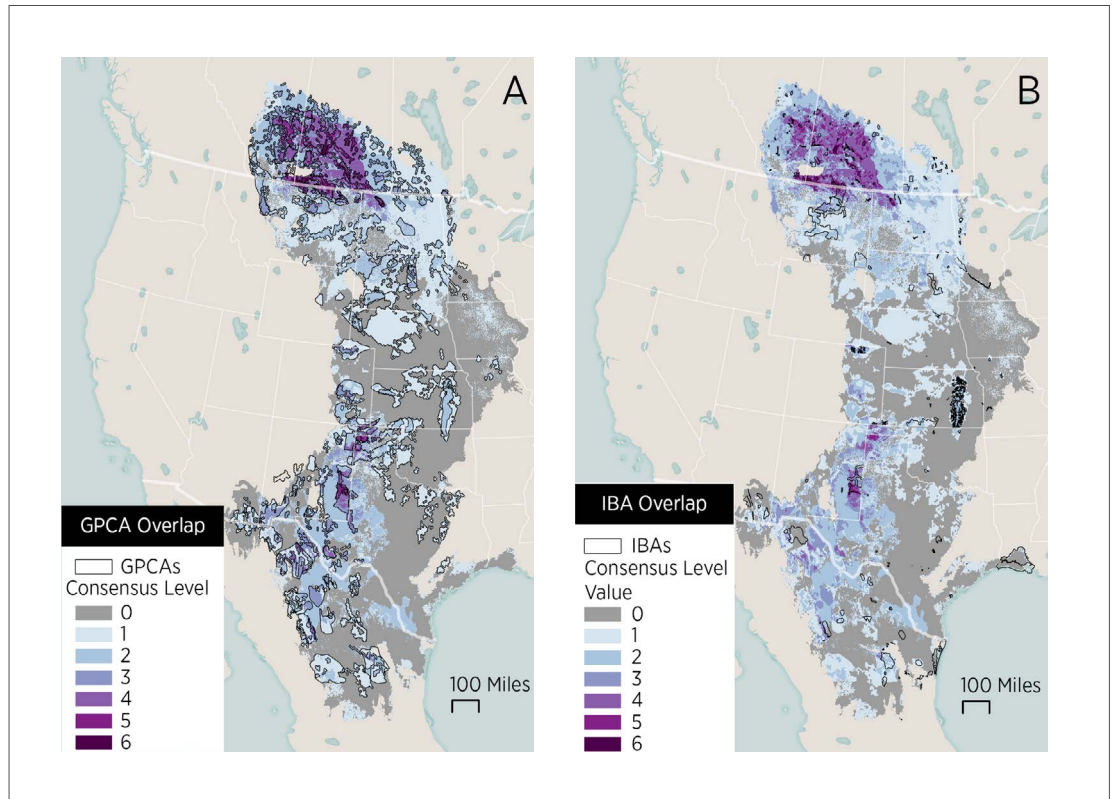 A
GPCA Overlap
GPCAs
Consensus Level
0
1
2
3
4
5
6
100 Miles
B
IBA Overlap
IBAs
Consensus Level
Value
0
1
2
3
4
5
6
100 Miles